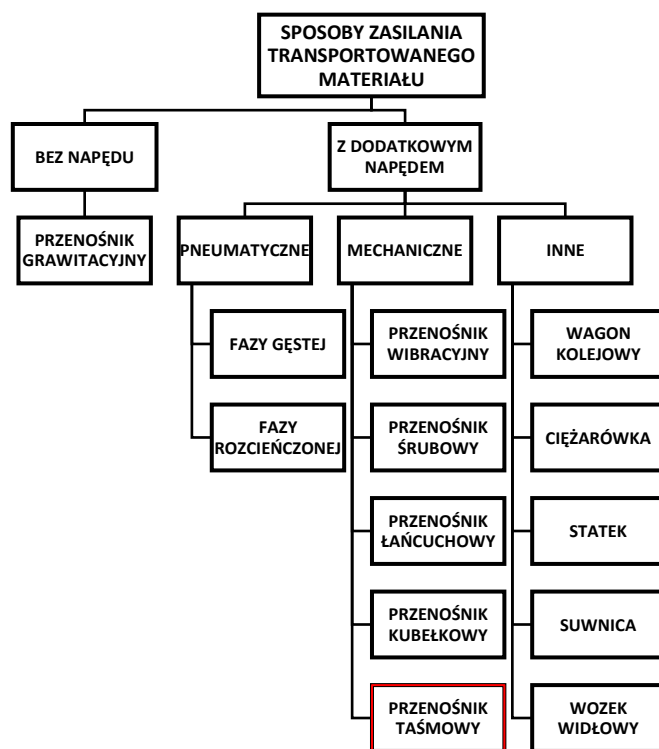 SPOSOBY ZASILANIA
TRANSPORTOWANEGO
MATERIAŁU
BEZ NAPĘDU
Z DODATKOWYM
NAPĘDEM
PRZENOŚNIK
GRAWITACYJNY
PNEUMATYCZNE
MECHANICZNE
INNE
FAZY GĘSTEJ
FAZY
ROZCIEŃCZONEJ
PRZENOŚNIK
WIBRACYJNY
PRZENOŚNIK
ŚRUBOWY
PRZENOŚNIK
ŁAŃCUCHOWY
PRZENOŚNIK
KUBEŁKOWY
PRZENOŚNIK
TAŚMOWY
WAGON
KOLEJOWY
CIĘŻARÓWKA
STATEK
SUWNICA
WOZEK
WIDŁOWY